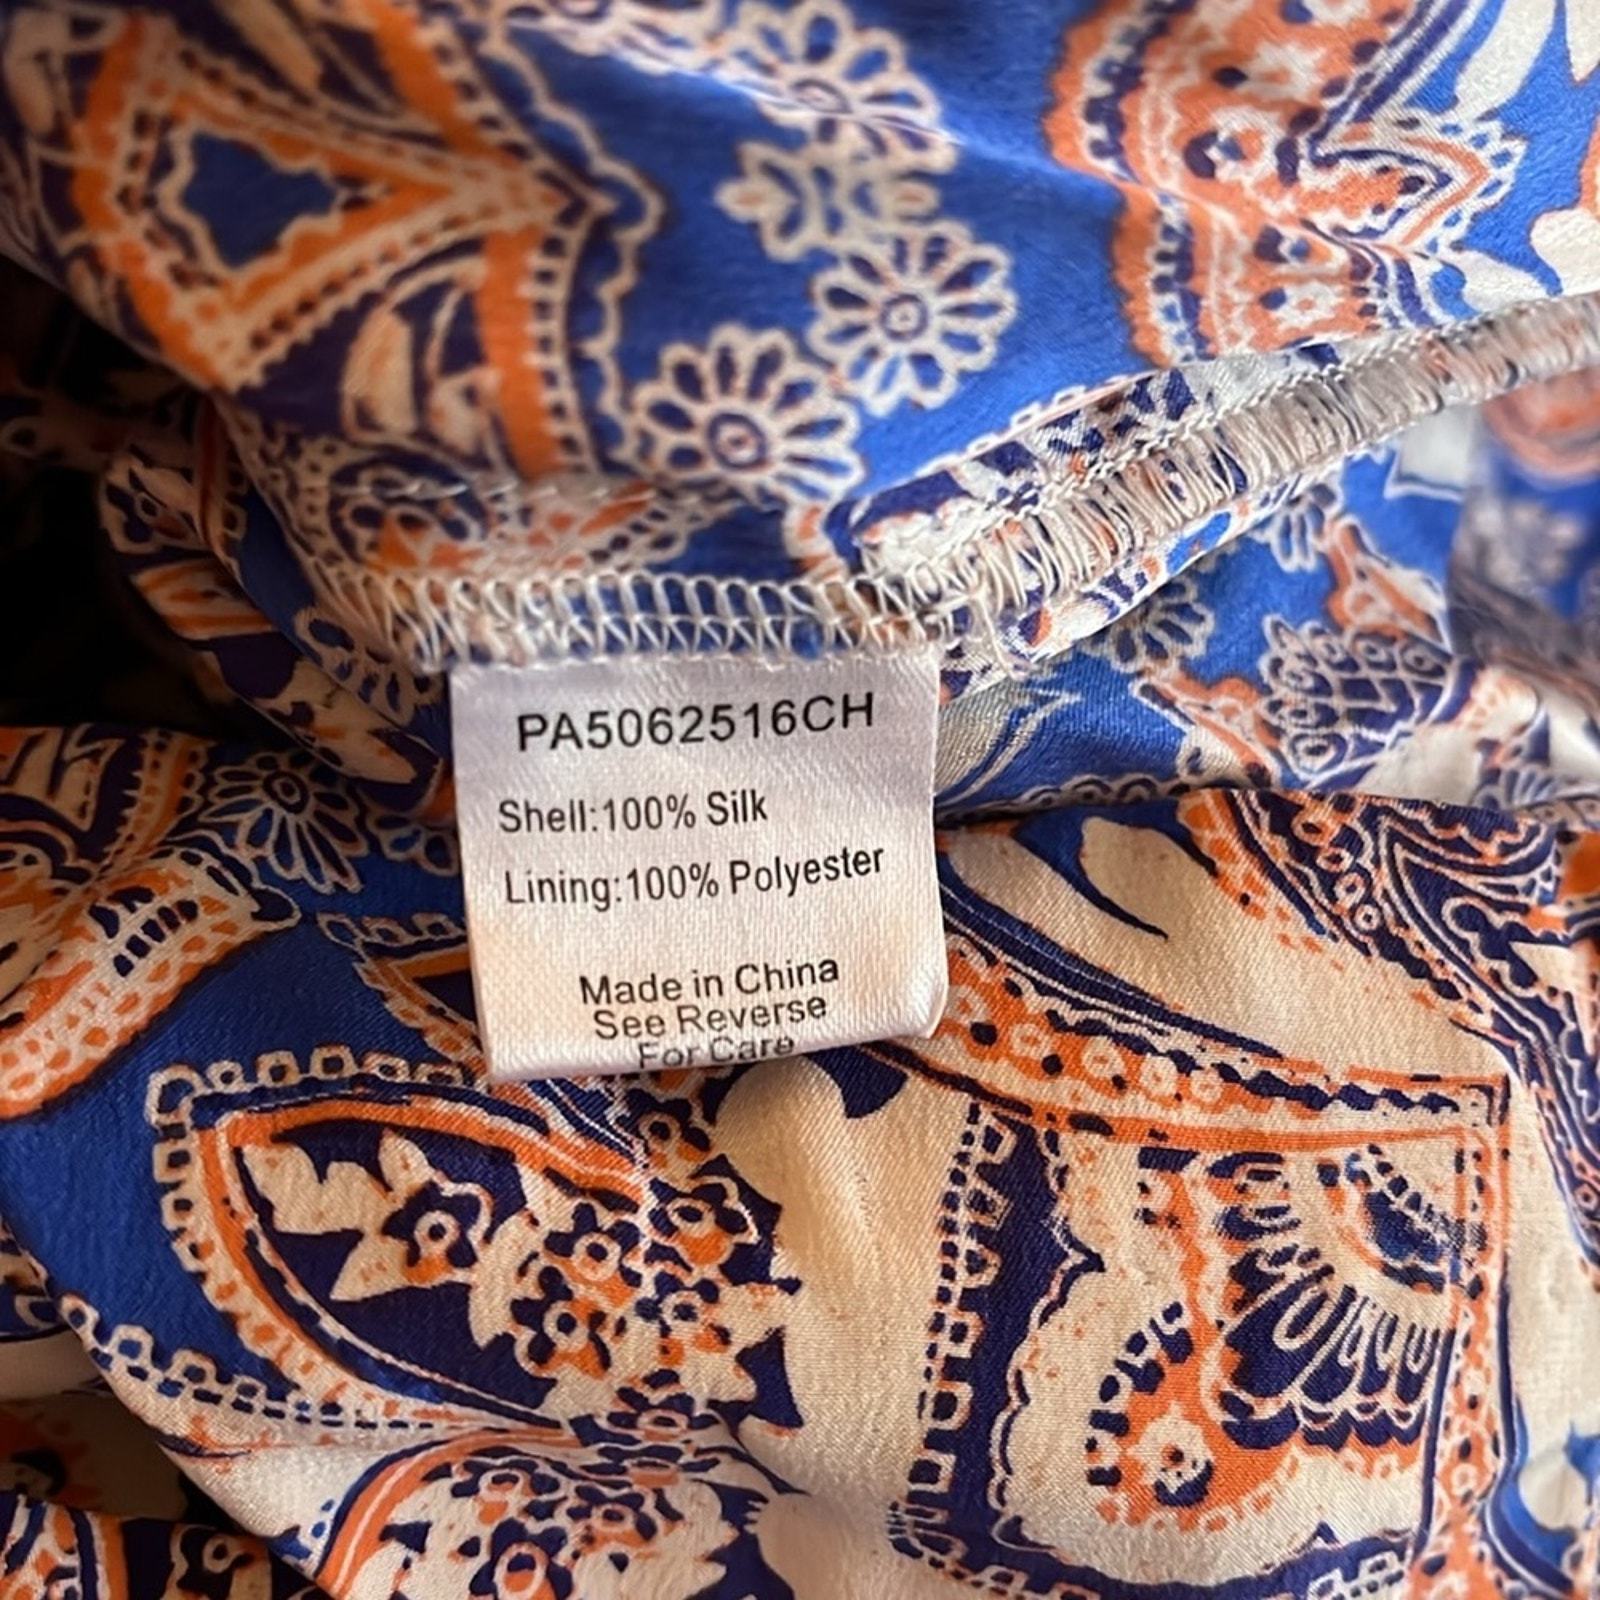 PA5062516CH
Shell:100% Silk
Lining:100% Polyester
Made in China
See Reverse
For Care